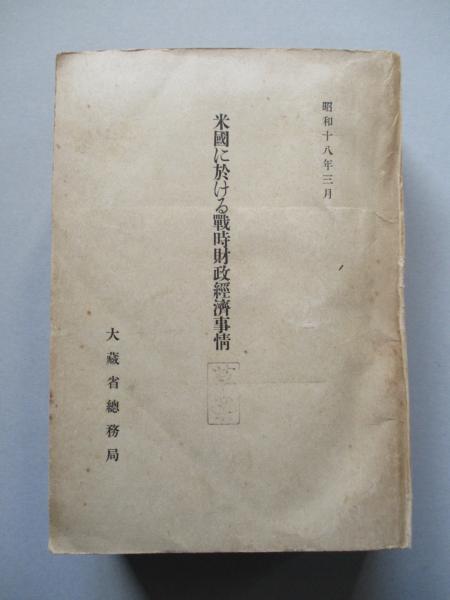 昭和十八年三月
米國に於ける戰時財政經濟事情
大藏省總務局